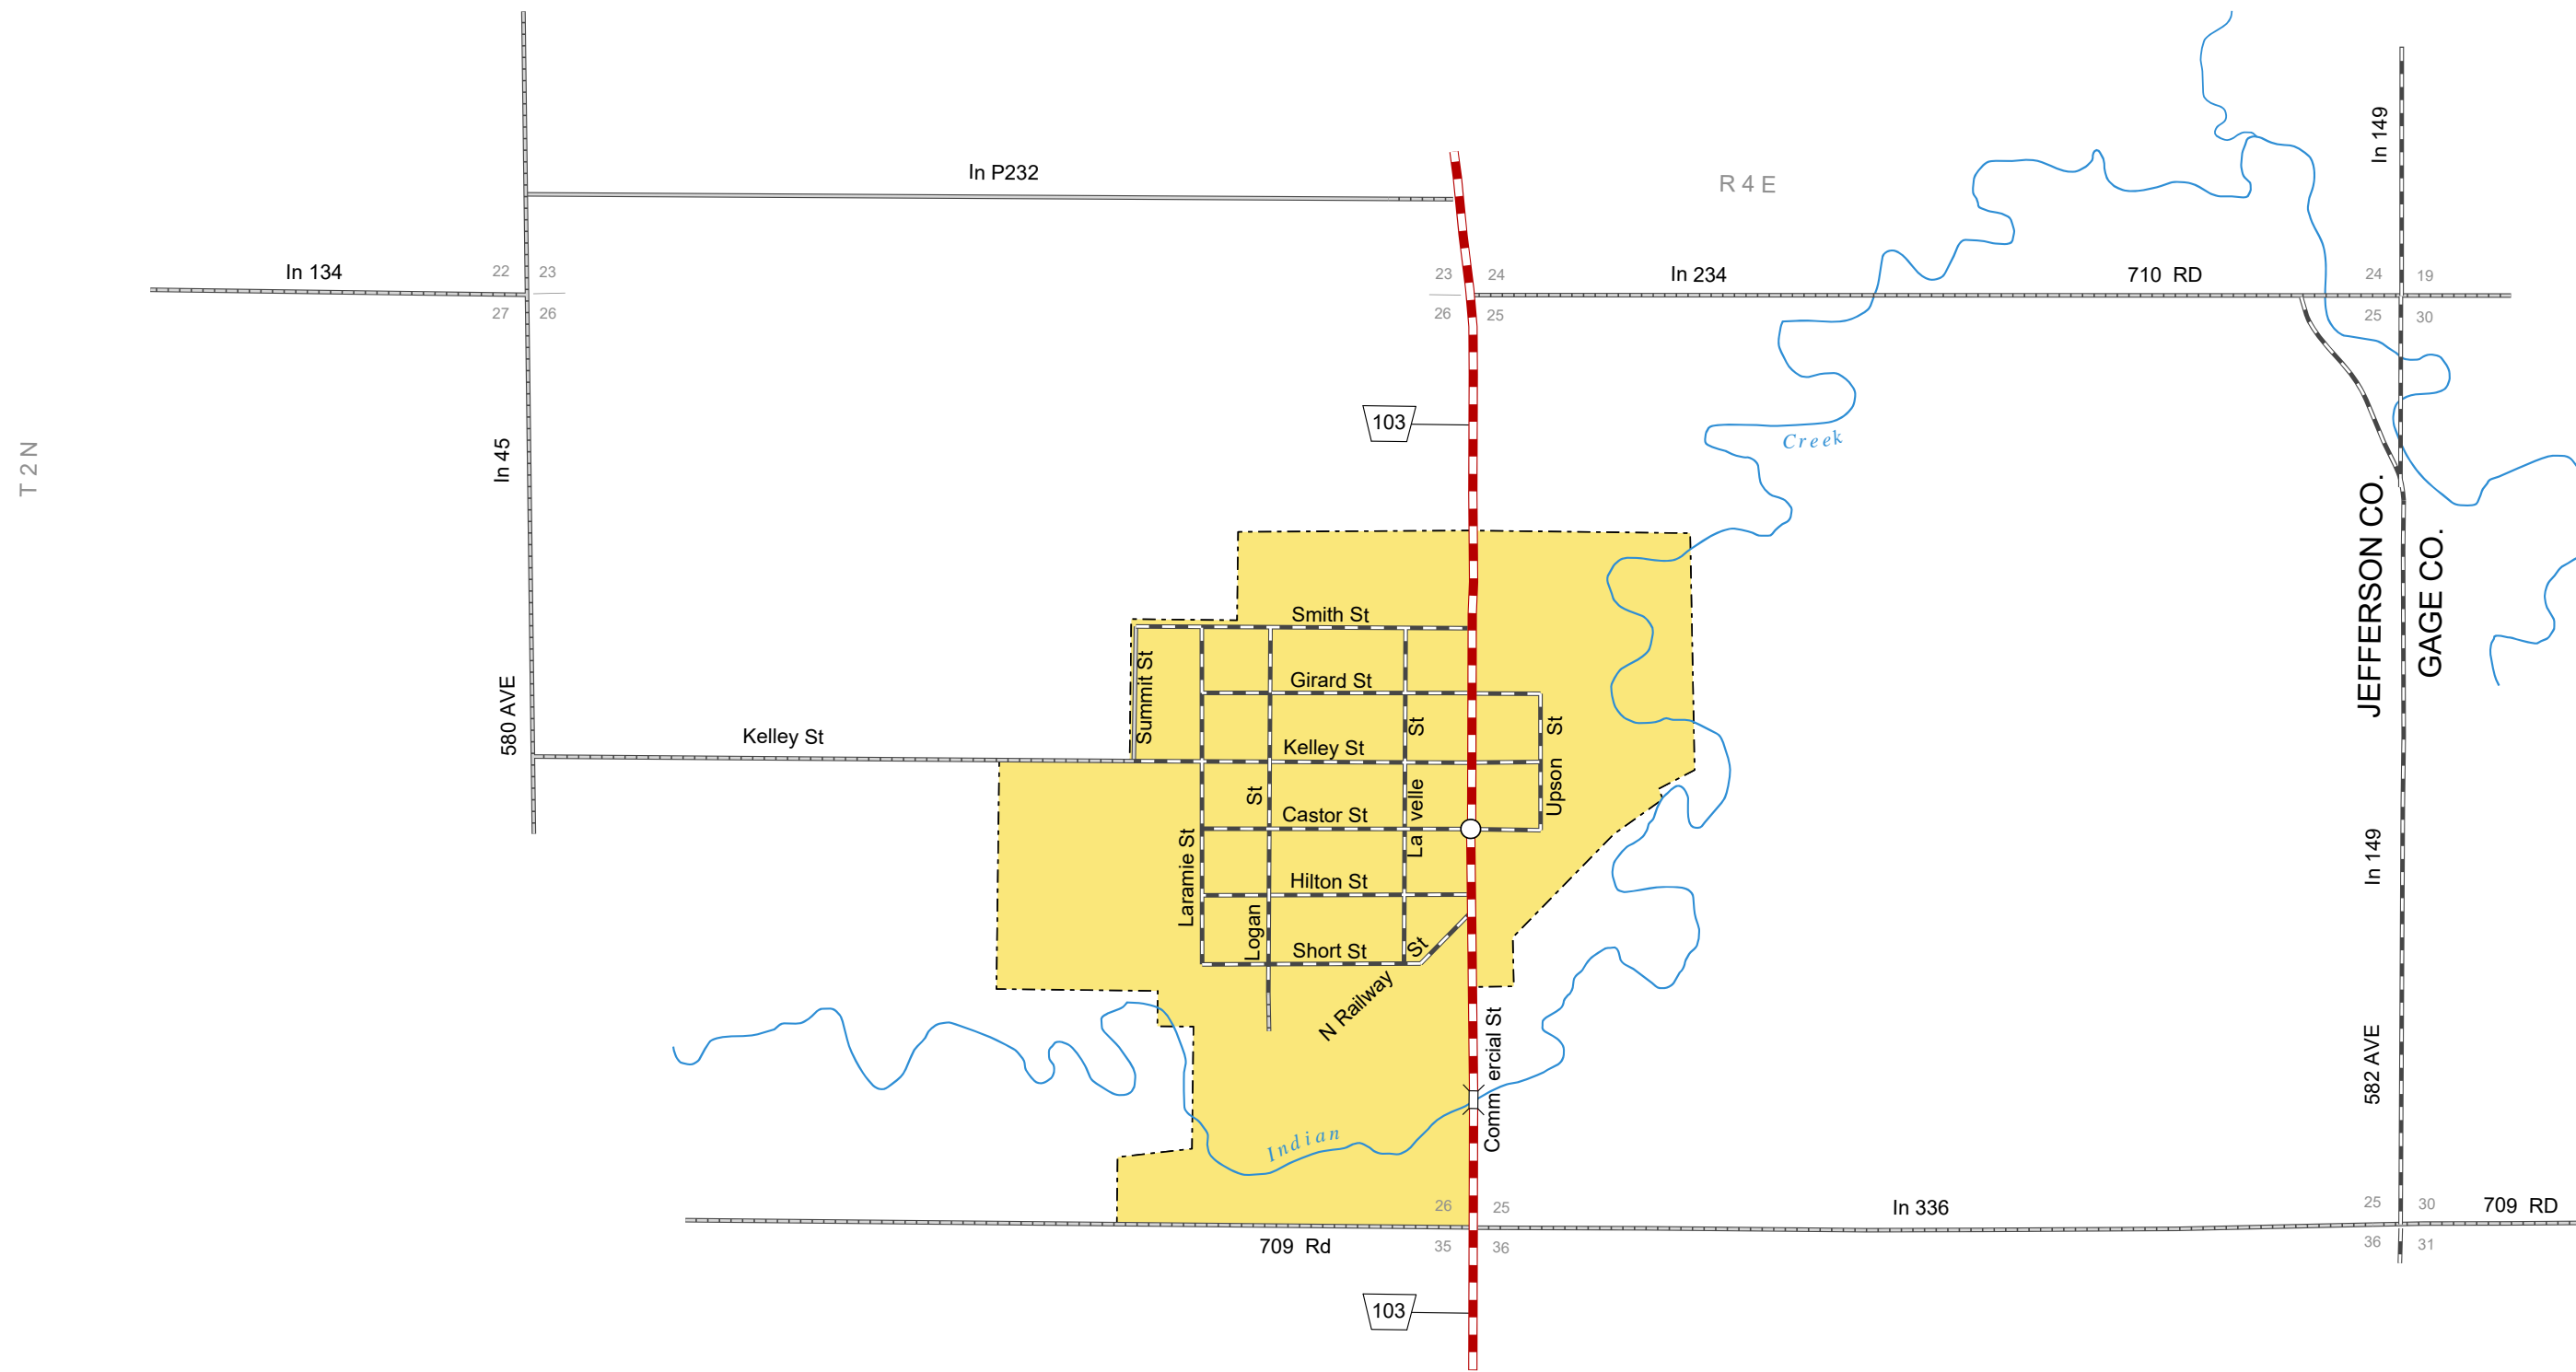 In P232
R 4 E
In 149
In 134
22
23
27
26
23
24
26
25
In 234
710 RD
24
19
25
30
103
Creek
T 2 N
In 45
580 AVE
JEFFERSON CO.
GAGE CO.
Smith St
Summit St
Girard St
Kelley St
Kelley St
La velle St
Upson St
Castor St
Laramie St
Logan St
Hilton St
Short St
N Railway St
Commercial St
In 149
582 AVE
Indian
26
25
35
36
709 Rd
In 336
25
30
36
31
709 RD
103